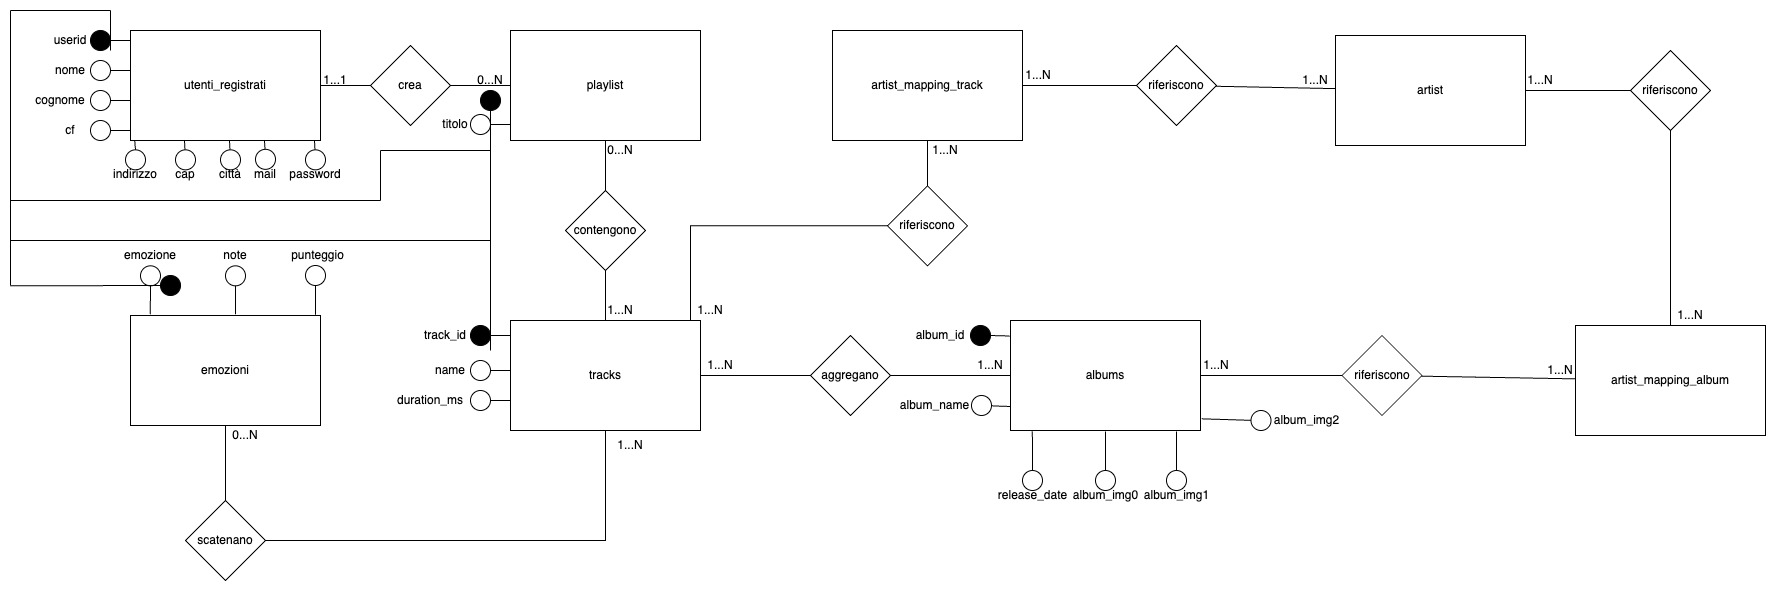 userid
nome
cognome
cf
utenti_registrati
indirizzo
cap
città
mail
password
1...1
crea
0...N
playlist
titolo
0...N
contengono
1...N
artist_mapping_track
1...N
riferiscono
1...N
artist
1...N
riferiscono
1...N
riferiscono
1...N
emozione
note
punteggio
emozioni
0...N
scatenano
1...N
track_id
name
duration_ms
tracks
1...N
aggregano
1...N
album_id
album_name
albums
release_date
album_img0
album_img1
album_img2
1...N
riferiscono
1...N
1...N
artist_mapping_album